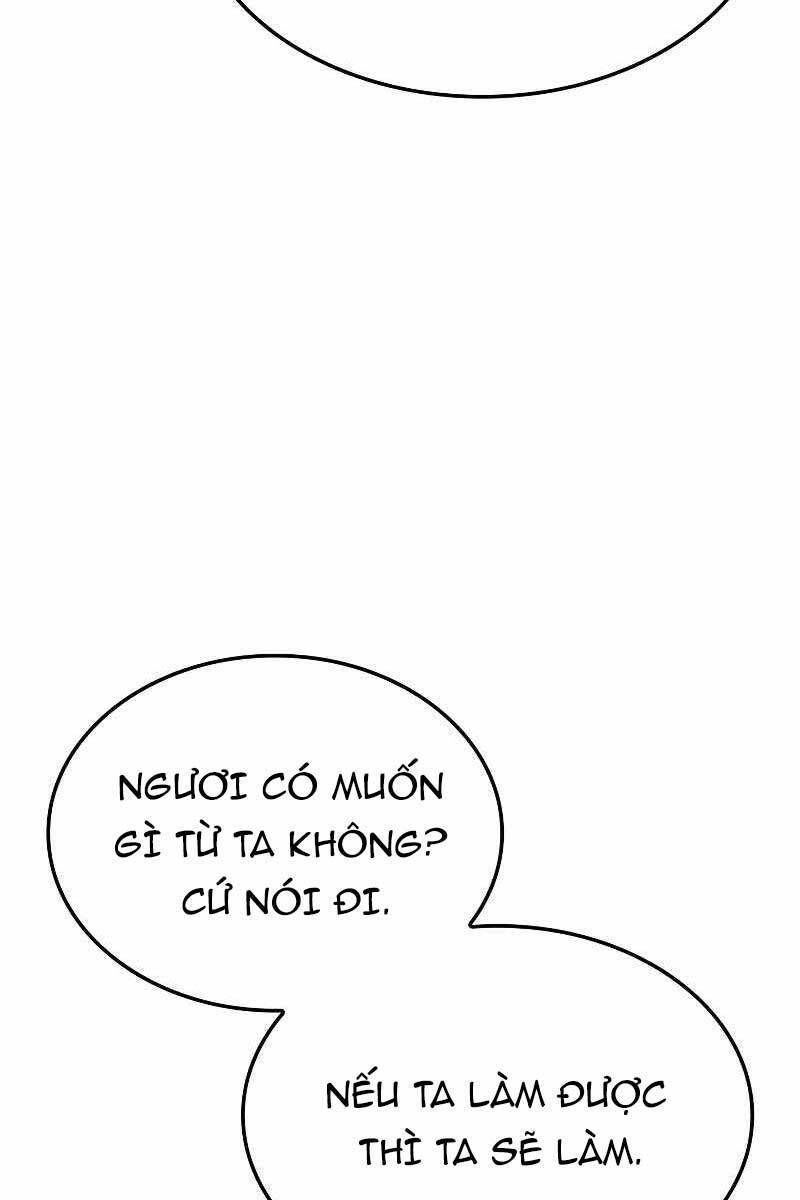 NGƯƠI CÓ MUỐN
GÌ TỪ TA KHÔNG?
CỨ NÓI ĐI.
NẾU TA LÀM ĐƯỢC
THÌ TA SẼ LÀM.